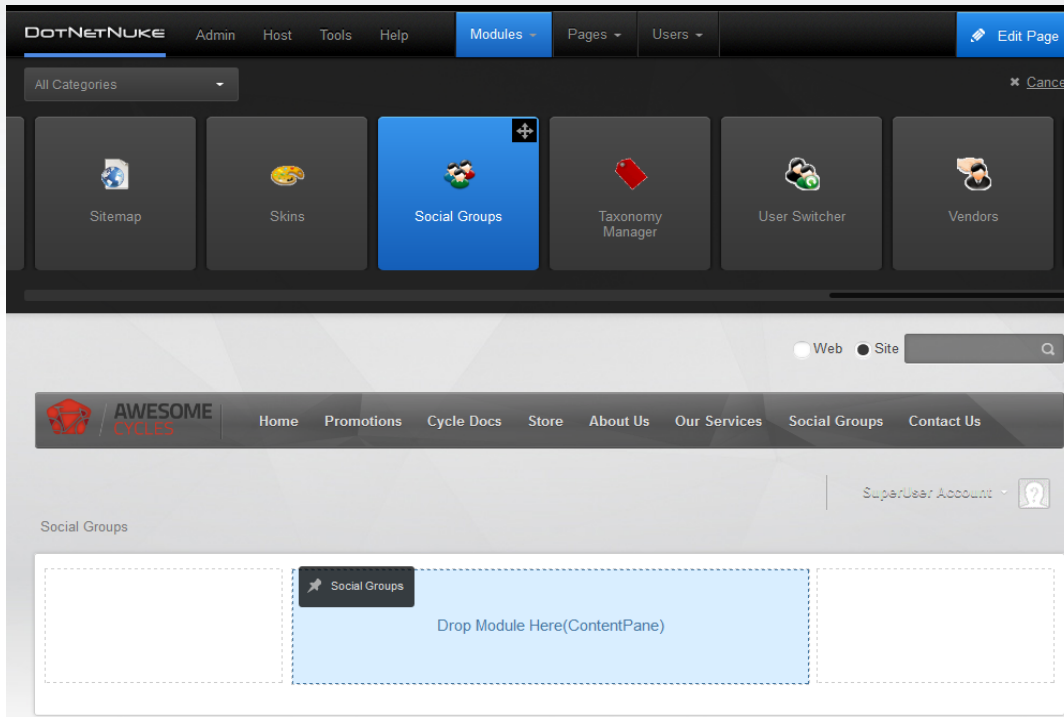 DotNetNuke Admin Host Tools Help Modules Pages Users Edit Page
All Categories Cance
Sitemap Skins Social Groups Taxonomy Manager User Switcher Vendors
Web Site
AWESOME
CYCLES
Home Promotions Cycle Docs Store About Us Our Services Social Groups Contact Us
SuperUser Account
Social Groups
Social Groups
Drop Module Here(ContentPane)